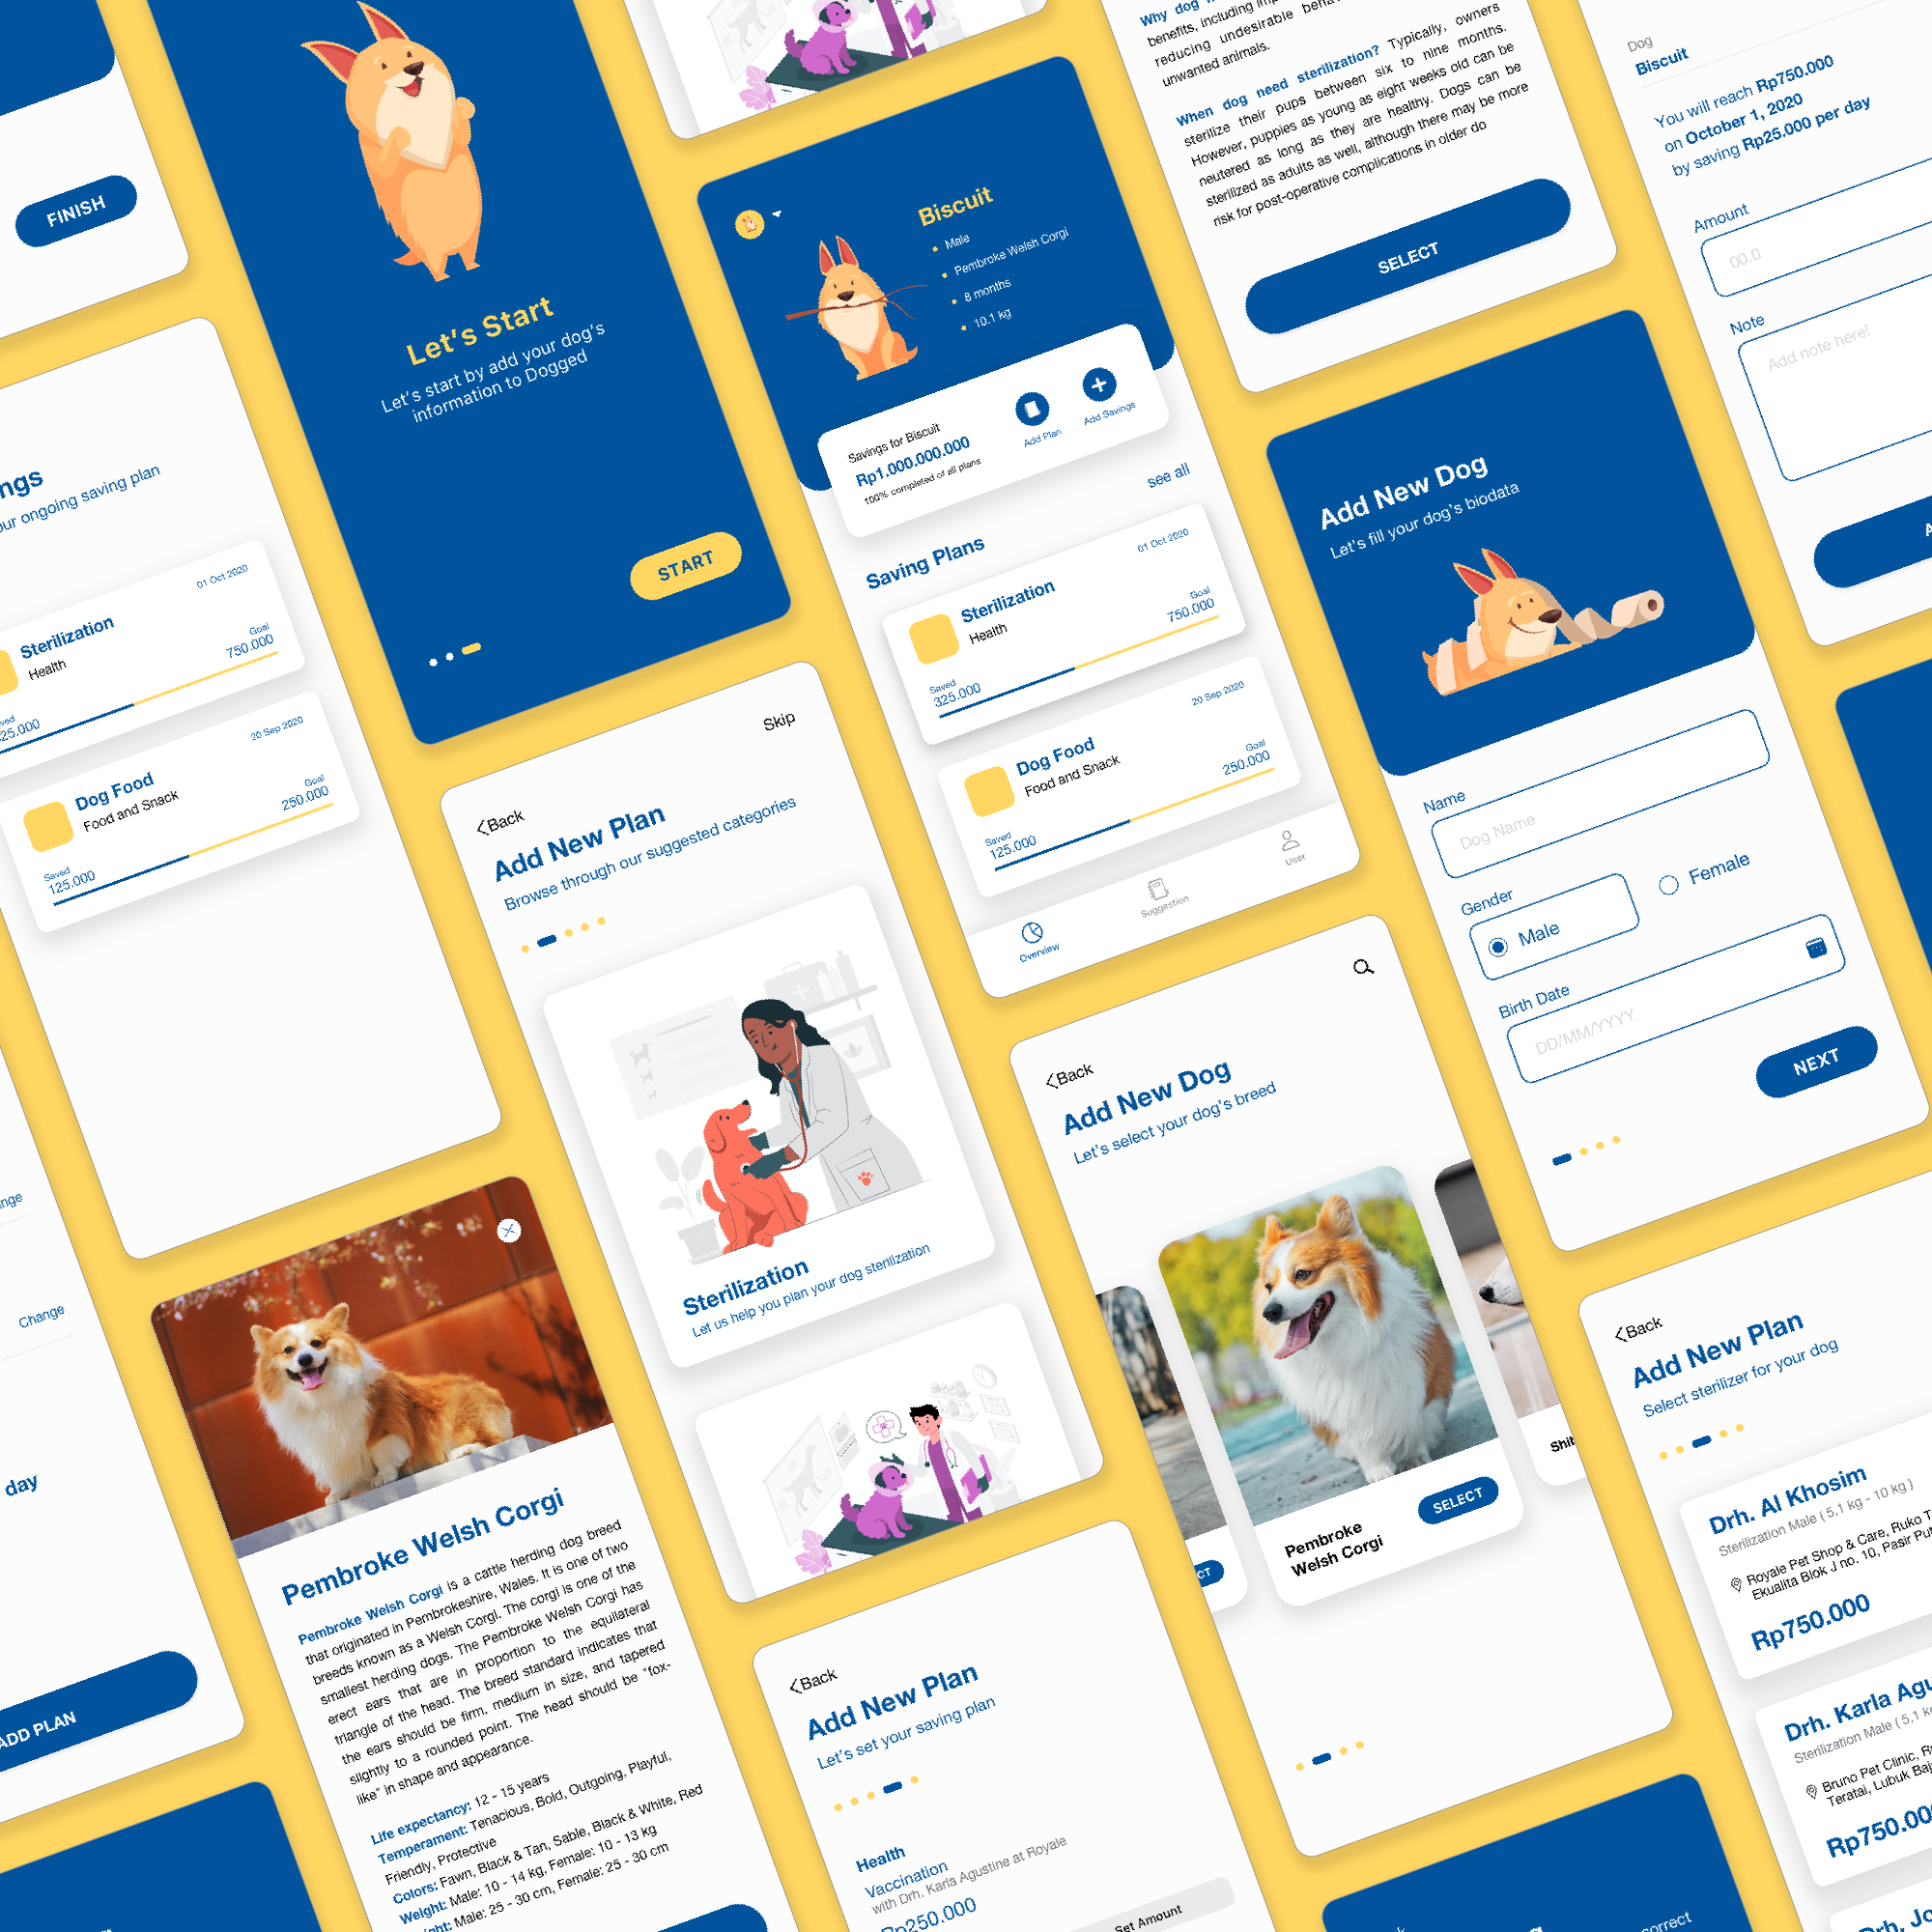 FINISH
ngs
our ongoing saving plan
Sterilization
Health
01 Oct 2020
Goal
750.000
25.000
Dog Food
Food and Snack
20 Sep 2020
Goal
250.000
Saved
125.000
nge
Change
day
ADD PLAN
Let's Start
Let's start by add your dog's
information to Dogged
START
Pembroke Welsh Corgi
Pembroke Welsh Corgi is a cattle herding dog breed
that originated in Pembrokeshire, Wales. It is one of two
breeds known as a Welsh Corgi. The corgi is one of the
smallest herding dogs. The Pembroke Welsh Corgi has
erect ears that are in proportion to the equilateral
triangle of the head. The breed standard indicates that
the ears should be firm, medium in size, and tapered
slightly to a rounded point. The head should be "fox-
like" in shape and appearance.
Life expectancy: 12 - 15 years
Temperament: Tenacious, Bold, Outgoing, Playful,
Friendly, Protective
Colors: Fawn, Black & Tan, Sable, Black & White, Red
Weight: Male: 10 - 14 kg, Female: 10 - 13 kg
ght: Male: 25 - 30 cm, Female: 25 - 30 cm
Skip
Back
Add New Plan
Browse through our suggested categories
Sterilization
Let us help you plan your dog sterilization
Biscuit
Male
Pembroke Welsh Corgi
8 months
10.1 kg
Savings for Biscuit
Rp1.000.000.000
100% completed of all plans
Add Plan
Add Savings
Saving Plans
see all
Sterilization
Health
01 Oct 2020
Goal
750.000
Saved
325.000
Dog Food
Food and Snack
20 Sep 2020
Goal
250.000
Saved
125.000
Overview
Suggestion
User
Back
Add New Plan
Let's set your saving plan
Health
Vaccination
with Drh. Karla Agustine at Royale
Rp250.000
Set Amount
Why dog
benefits, including
reducing undesirable
unwanted animals.
When dog need sterilization? Typically, owners
sterilize their pups between six to nine months.
However, puppies as young as eight weeks old can be
neutered as long as they are healthy. Dogs can be
sterilized as adults as well, although there may be more
risk for post-operative complications in older do
SELECT
Back
Add New Dog
Let's select your dog's breed
CT
Pembroke
Welsh Corgi
SELECT
Shi
Add New Dog
Let's fill your dog's biodata
Name
Dog Name
Gender
Male
Female
Birth Date
DD/MM/YYYY
NEXT
correct
Dog
Biscuit
You will reach Rp750.000
on October 1, 2020
by saving Rp25.000 per day
Amount
00.0
Note
Add note here!
Back
Add New Plan
Select sterilizer for your dog
Drh. Al Khosim
Sterilization Male ( 5,1 kg - 10 kg )
Royale Pet Shop & Care, Ruko T
Ekualita Blok J no. 10, Pasir Pu
Rp750.000
Drh. Karla Agu
Sterilization Male ( 5,1 k
Bruno Pet Clinic, R
Teratai, Lubuk Baj
Rp750.00
Drh. Jo